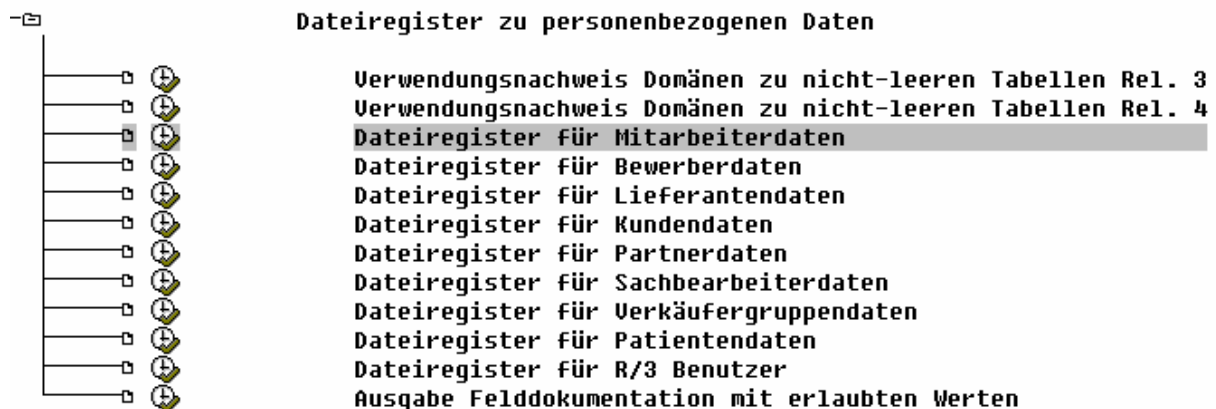 Dateiregister zu personenbezogenen Daten
Verwendungsnachweis Domänen zu nicht-leeren Tabellen Rel. 3
Verwendungsnachweis Domänen zu nicht-leeren Tabellen Rel. 4
Dateiregister für Mitarbeiterdaten
Dateiregister für Bewerberdaten
Dateiregister für Lieferantendaten
Dateiregister für Kundendaten
Dateiregister für Partnerdaten
Dateiregister für Sachbearbeiterdaten
Dateiregister für Verkäufergruppendaten
Dateiregister für Patientendaten
Dateiregister für R/3 Benutzer
Ausgabe Felddokumentation mit erlaubten Werten